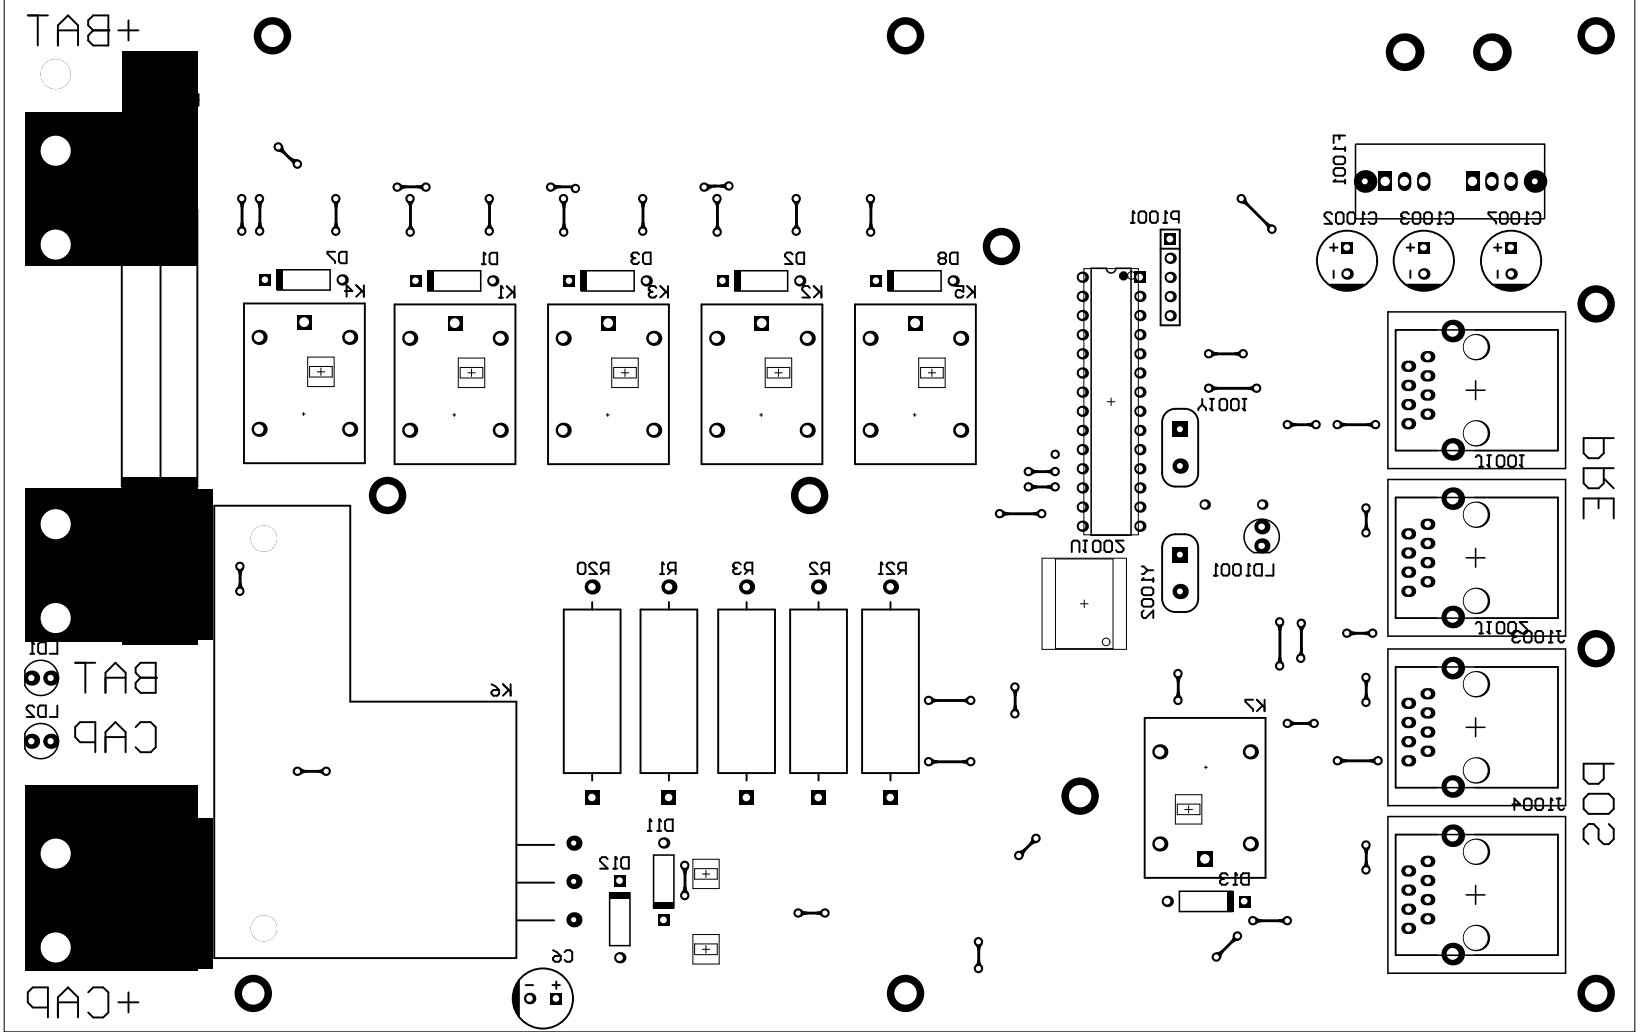 +BAT
F1001
P1001
C1002
C1003
C1007
D7
D1
D3
D2
D8
K4
K1
K3
K2
K5
Y1001
J1001
PRE
U1002
R20
R1
R3
R2
R21
Y1002
LD1001
J1002
J1003
LD1
BAT
K6
LD2
CAP
K7
POS
J1004
D11
D12
D13
C6
+CAP